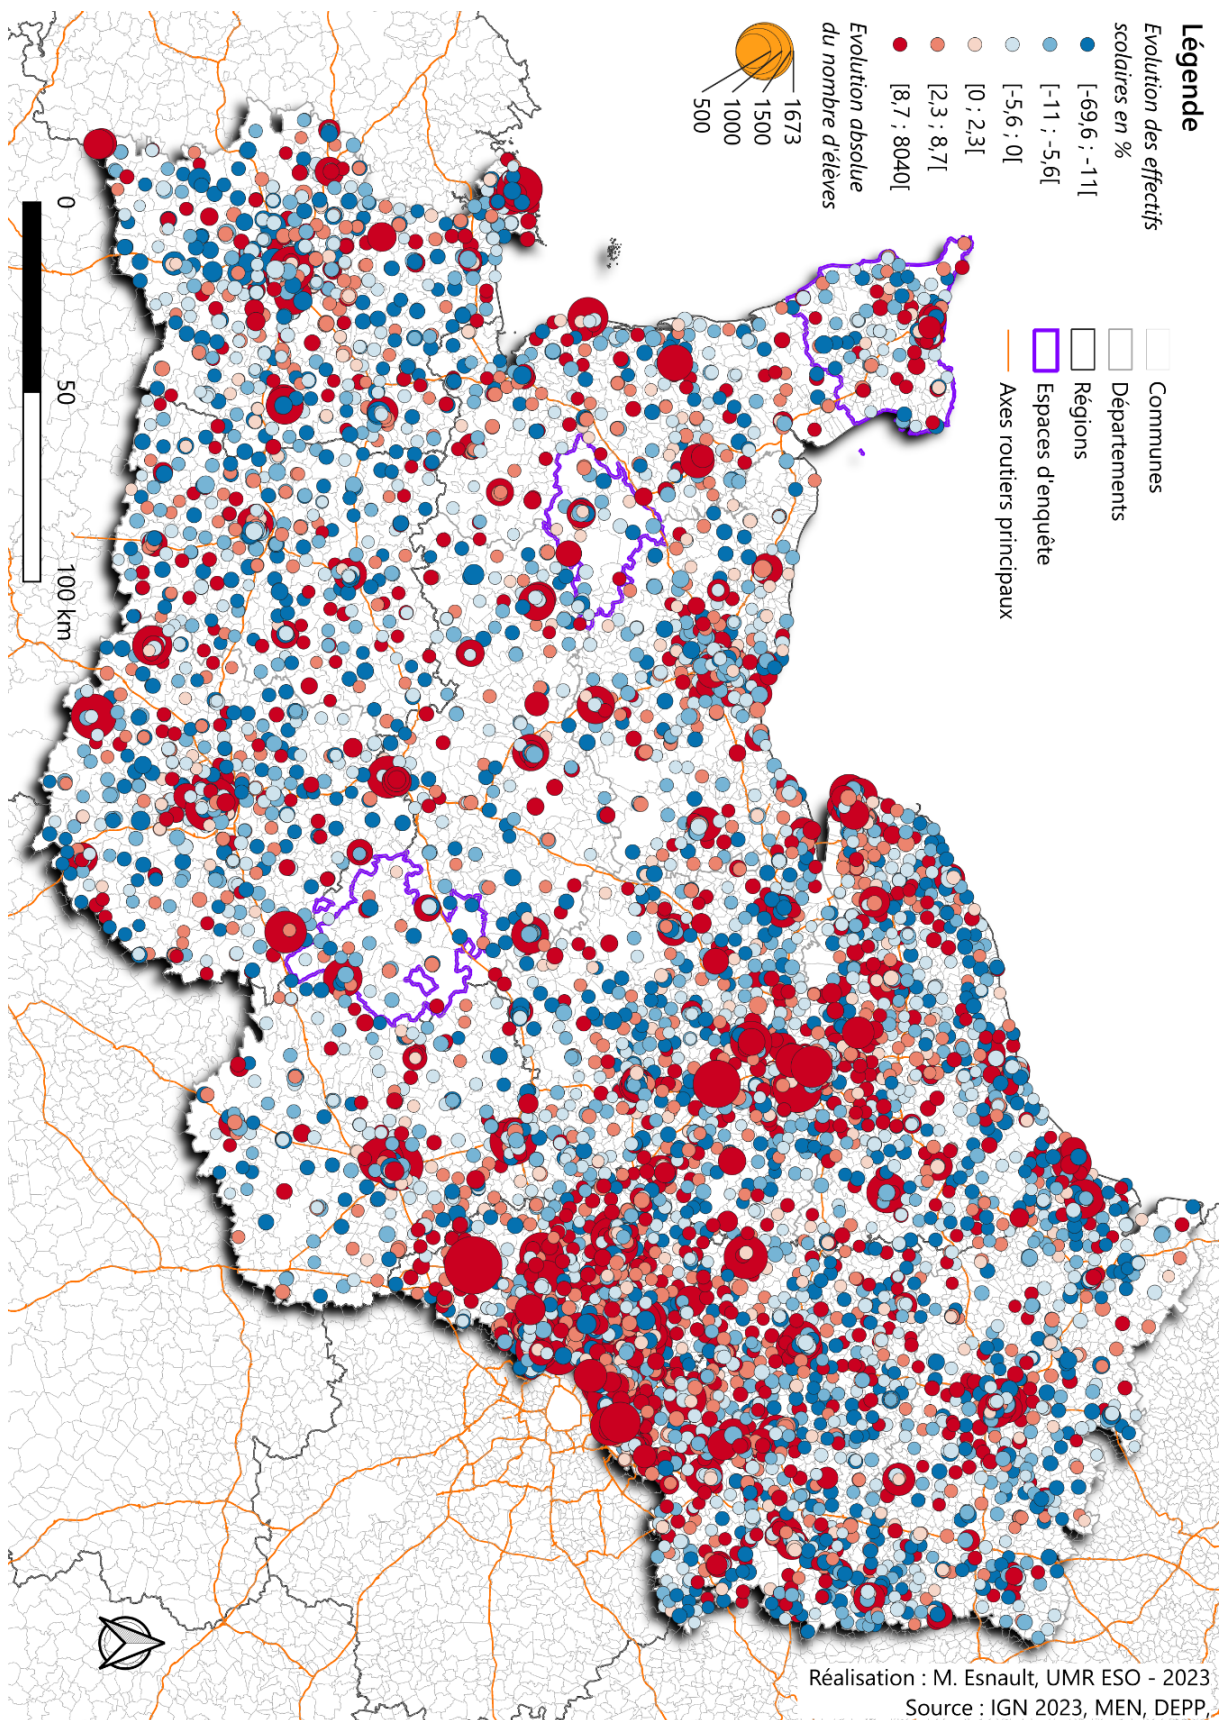 Légende
Evolution des effectifs
scolaires en %
[-69,6 ; -11[
[-11 ; -5,6[
[-5,6 ; 0[
[0 ; 2,3[
[2,3 ; 8,7[
[8,7 ; 8040[
Evolution absolue
du nombre d'élèves
1673
1500
1000
500
Communes
Départements
Régions
Espaces d'enquête
Axes routiers principaux
0
50
100 km
Réalisation : M. Esnault, UMR ESO - 2023
Source : IGN 2023, MEN, DEPP,